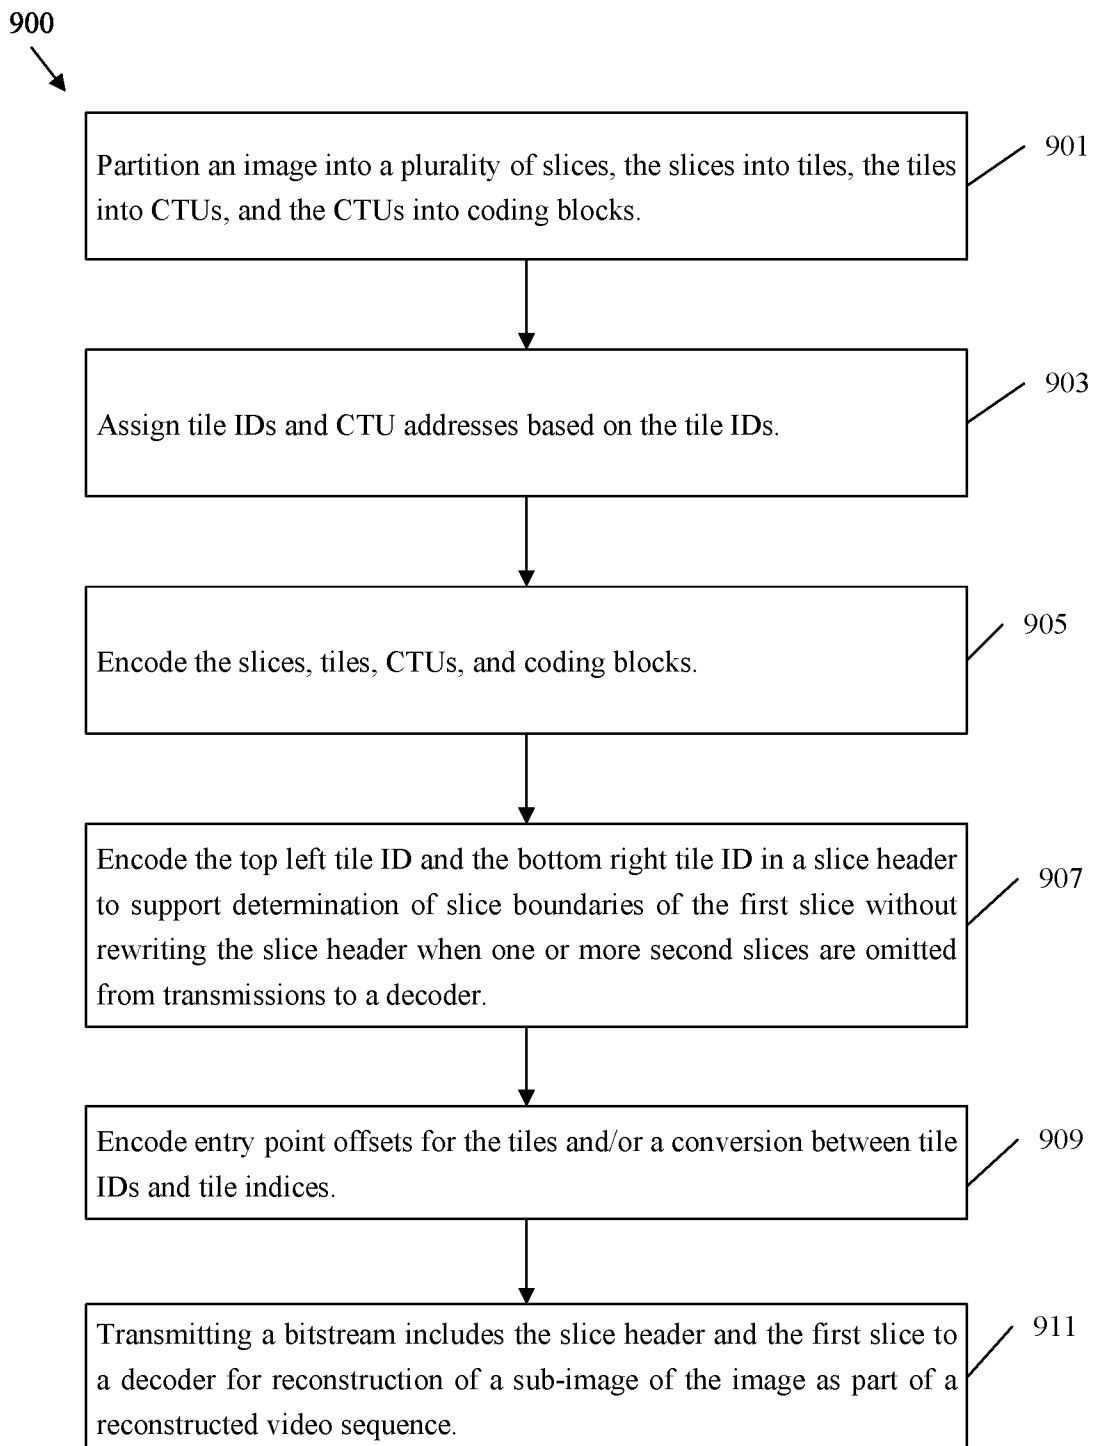 900
Partition an image into a plurality of slices, the slices into tiles, the tiles
into CTUs, and the CTUs into coding blocks.
901
Assign tile IDs and CTU addresses based on the tile IDs.
903
Encode the slices, tiles, CTUs, and coding blocks.
905
Encode the top left tile ID and the bottom right tile ID in a slice header
to support determination of slice boundaries of the first slice without
rewriting the slice header when one or more second slices are omitted
from transmissions to a decoder.
907
Encode entry point offsets for the tiles and/or a conversion between tile
IDs and tile indices.
909
Transmitting a bitstream includes the slice header and the first slice to
a decoder for reconstruction of a sub-image of the image as part of a
reconstructed video sequence.
911